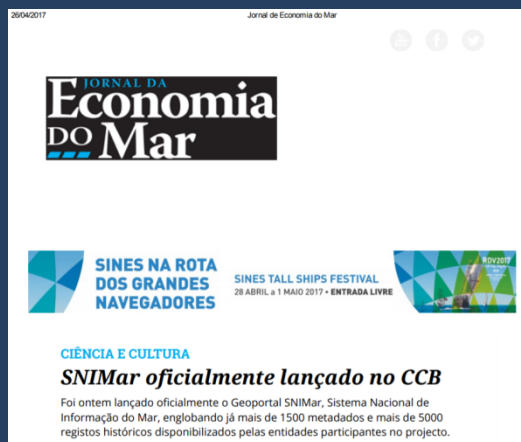 26/04/2017 Jornal de Economia do Mar
JORNAL DA
Economia
DO Mar
SINES NA ROTA
DOS GRANDES
NAVEGADORES
SINES TALL SHIPS FESTIVAL
28 ABRIL a 1 MAIO 2017 • ENTRADA LIVRE
RDV2017
CIÊNCIA E CULTURA
SNIMar oficialmente lançado no CCB
Foi ontem lançado oficialmente o Geoportal SNIMar, Sistema Nacional de
Informação do Mar, englobando já mais de 1500 metadados e mais de 5000
registos históricos disponibilizados pelas entidades participantes no projecto.